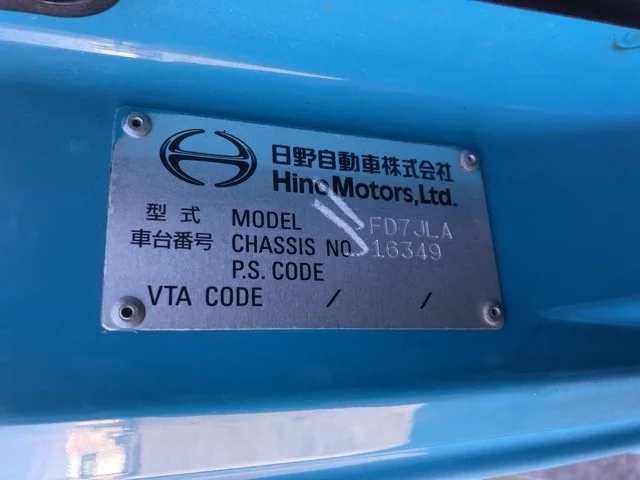 日野自動車株式会社
Hino Motors, Ltd.
型式 MODEL FD7JLA
車台番号 CHASSIS NO. 16349
P.S. CODE
VTA CODE / /